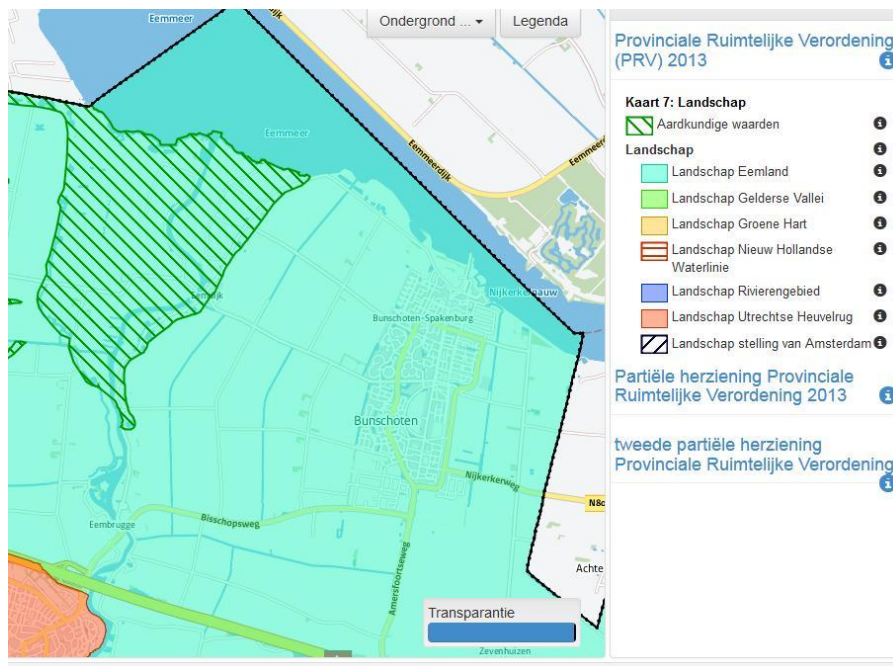 Eemmeer
Ondergrond ...
Legenda
Eemmeer
Eemmeerdijk
Eemmeer
Eemdijk
Nijkerkernauw
Bunschoten-Spakenburg
Bunschoten
Nijkerkerweg
Bisschopsweg
Eembrugge
Amersfoortseweg
Achte
Transparantie
Zevenhuizen
Provinciale Ruimtelijke Verordening
(PRV) 2013
Kaart 7: Landschap
Aardkundige waarden
Landschap
Landschap Eemland
Landschap Gelderse Vallei
Landschap Groene Hart
Landschap Nieuw Hollandse
Waterlinie
Landschap Rivierengebied
Landschap Utrechtse Heuvelrug
Landschap stelling van Amsterdam
Partiële herziening Provinciale
Ruimtelijke Verordening 2013
tweede partiële herziening
Provinciale Ruimtelijke Verordening